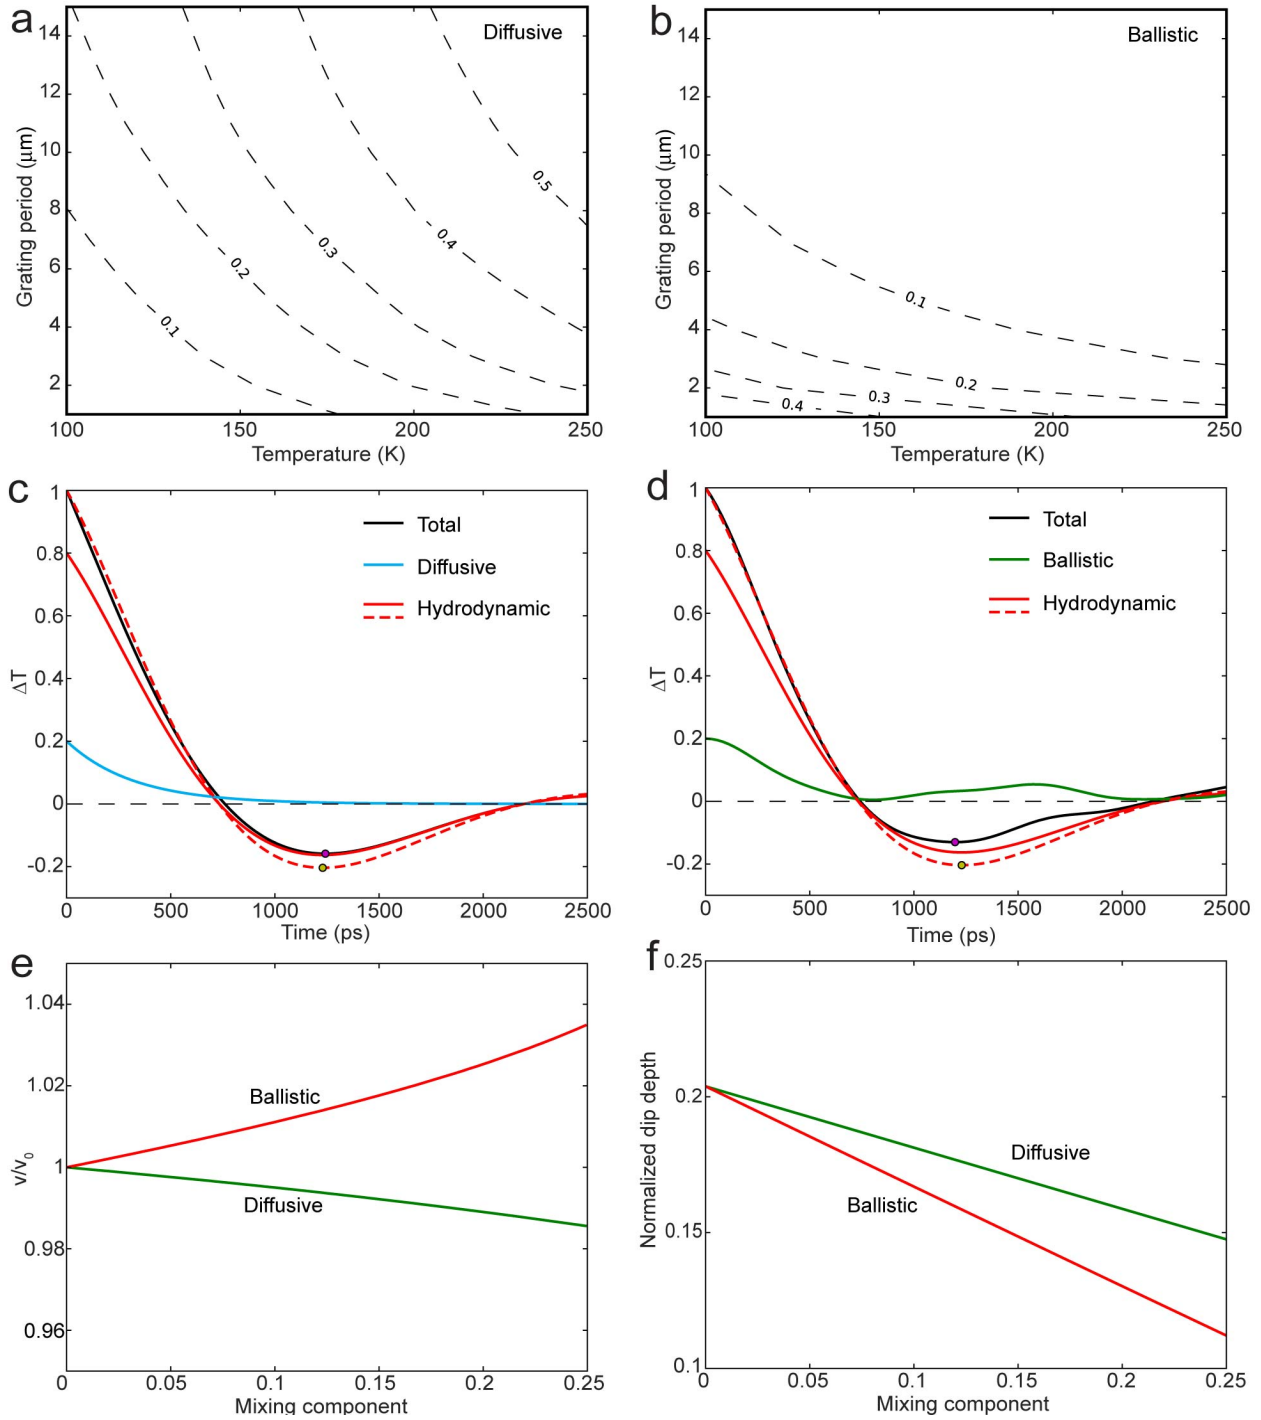 a
Diffusive
Grating period (μm)
14
12
10
8
6
4
2
0.1
0.2
0.3
0.4
0.5
100
150
200
250
Temperature (K)
b
Ballistic
Grating period (μm)
14
12
10
8
6
4
2
0.1
0.2
0.3
0.4
100
150
200
250
Temperature (K)
c
Total
Diffusive
Hydrodynamic
ΔT
1
0.8
0.6
0.4
0.2
0
-0.2
0
500
1000
1500
2000
2500
Time (ps)
d
Total
Ballistic
Hydrodynamic
ΔT
1
0.8
0.6
0.4
0.2
0
-0.2
0
500
1000
1500
2000
2500
Time (ps)
e
v/v0
1.04
1.02
1
0.98
0.96
Ballistic
Diffusive
0
0.05
0.1
0.15
0.2
0.25
Mixing component
f
Normalized dip depth
0.25
0.2
0.15
0.1
Diffusive
Ballistic
0
0.05
0.1
0.15
0.2
0.25
Mixing component